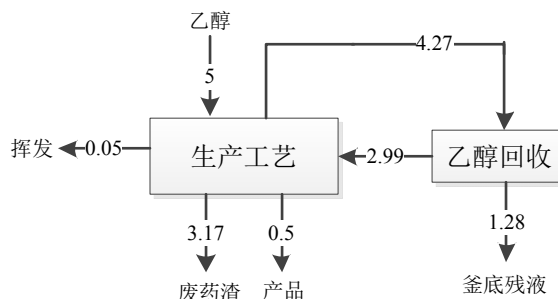 乙醇
4.27
5
挥发
0.05
生产工艺
2.99
乙醇回收
3.17
0.5
1.28
废药渣
产品
釜底残液